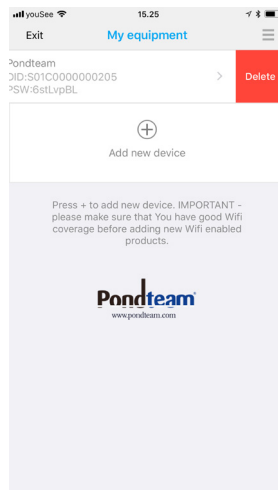 youSee 15.25
Exit My equipment
Pondteam
DID:S01C0000000205
PSW:6stLvpBL
Delete
Add new device
Press + to add new device. IMPORTANT -
please make sure that You have good Wifi
coverage before adding new Wifi enabled
products.
Pondteam
www.pondteam.com